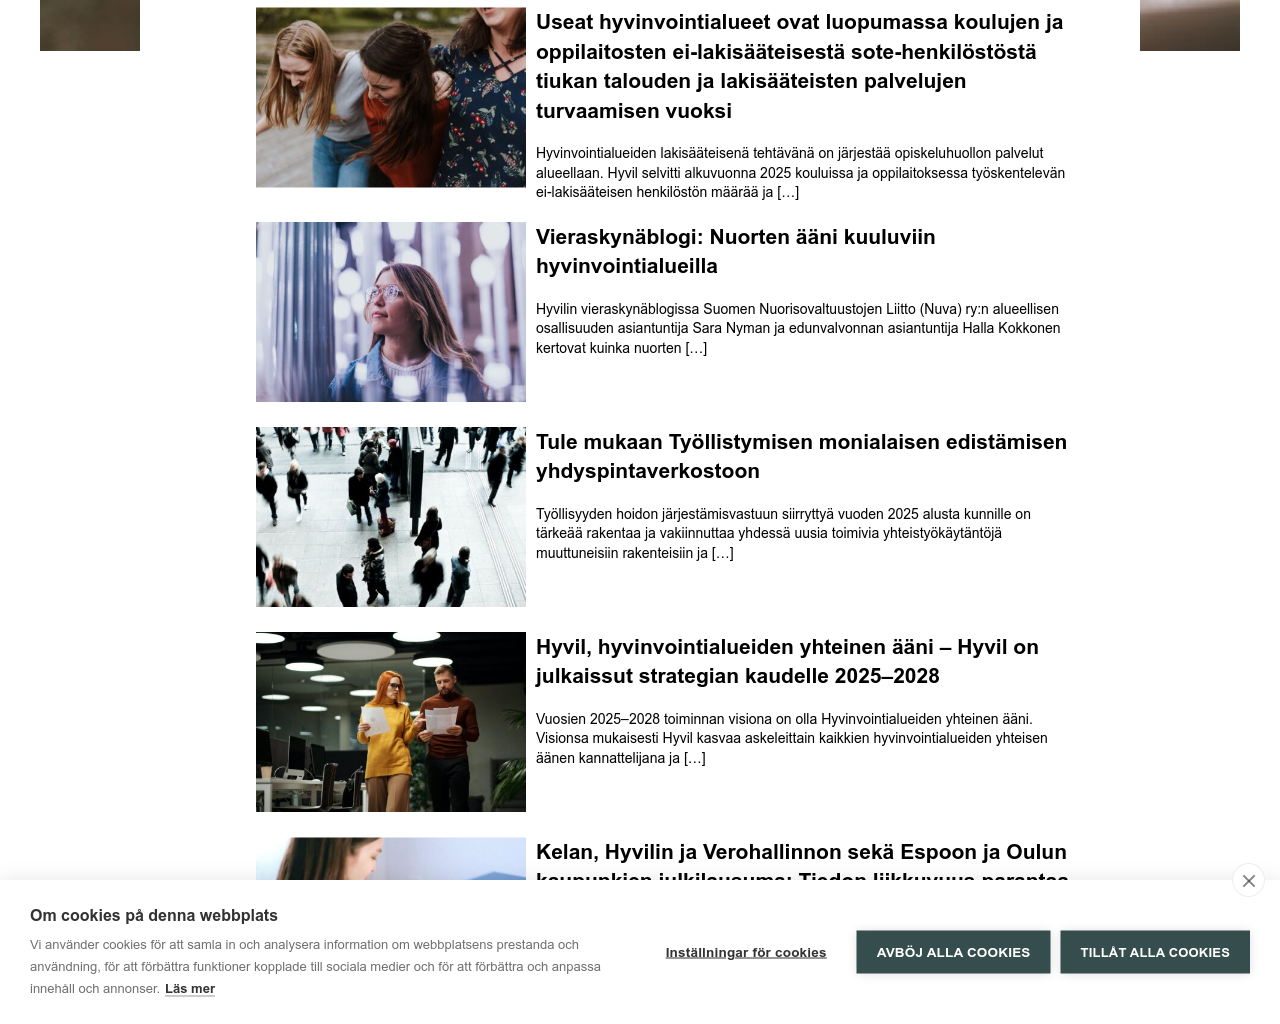 Useat hyvinvointialueet ovat luopumassa koulujen ja
oppilaitosten ei-lakisääteisestä sote-henkilöstöstä
tiukan talouden ja lakisääteisten palvelujen
turvaamisen vuoksi
Hyvinvointialueiden lakisääteisenä tehtävänä on järjestää opiskeluhuollon palvelut
alueellaan. Hyvil selvitti alkuvuonna 2025 kouluissa ja oppilaitoksessa työskentelevän
ei-lakisääteisen henkilöstön määrää ja […]
Vieraskynäblogi: Nuorten ääni kuuluviin
hyvinvointialueilla
Hyvilin vieraskynäblogissa Suomen Nuorisovaltuustojen Liitto (Nuva) ry:n alueellisen
osallisuuden asiantuntija Sara Nyman ja edunvalvonnan asiantuntija Halla Kokkonen
kertovat kuinka nuorten […]
Tule mukaan Työllistymisen monialaisen edistämisen
yhdyspintaverkostoon
Työllisyyden hoidon järjestämisvastuun siirryttyä vuoden 2025 alusta kunnille on
tärkeää rakentaa ja vakiinnuttaa yhdessä uusia toimivia yhteistyökäytäntöjä
muuttuneisiin rakenteisiin ja […]
Hyvil, hyvinvointialueiden yhteinen ääni – Hyvil on
julkaissut strategian kaudelle 2025–2028
Vuosien 2025–2028 toiminnan visiona on olla Hyvinvointialueiden yhteinen ääni.
Visionsa mukaisesti Hyvil kasvaa askeleittain kaikkien hyvinvointialueiden yhteisen
äänen kannattelijana ja […]
Kelan, Hyvilin ja Verohallinnon sekä Espoon ja Oulun
kaupunkien julkilausuma: Tiedon liikkuvuus parantaa
Om cookies på denna webbplats
Vi använder cookies för att samla in och analysera information om webbplatsens prestanda och
användning, för att förbättra funktioner kopplade till sociala medier och för att förbättra och anpassa
innehåll och annonser. Läs mer
Inställningar för cookies
AVBÖJ ALLA COOKIES
TILLÅT ALLA COOKIES